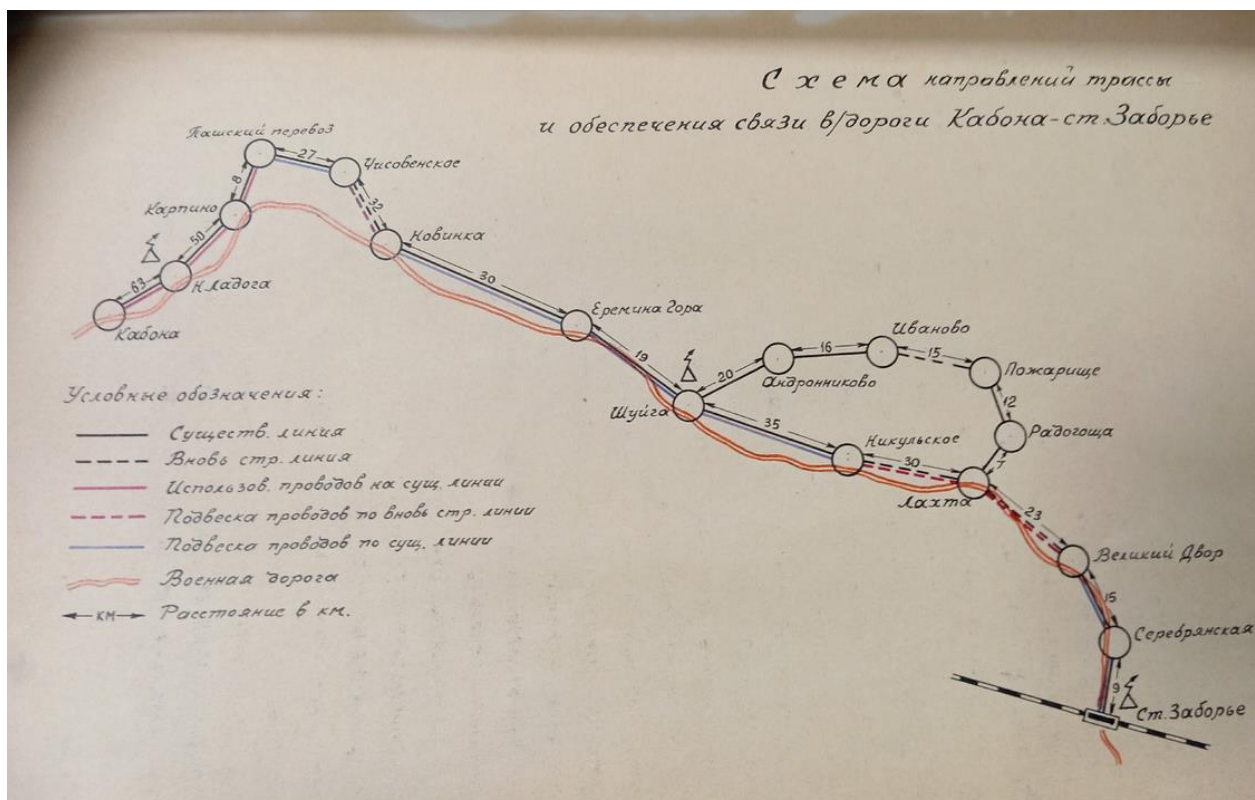 Схема направлений трассы
и обеспечения связи в/дороги Кабона-ст.Заборье
Пашский перевоз
27
Чисовенское
8
Карпино
32
50
Новинка
Н.Ладога
63
Кабона
30
Еремина Гора
19
Шуйга
20
Андронниково
16
Иваново
15
Пожарище
12
Радогоща
7
35
Никульское
30
Лахта
23
Великий Двор
15
Серебрянская
9
Ст.Заборье
Условные обозначения:
Существ. линия
Вновь стр. линия
Использов. проводов на сущ. линии
Подвеска проводов по вновь стр. линии
Подвеска проводов по сущ. линии
Военная дорога
КМ Расстояние в км.